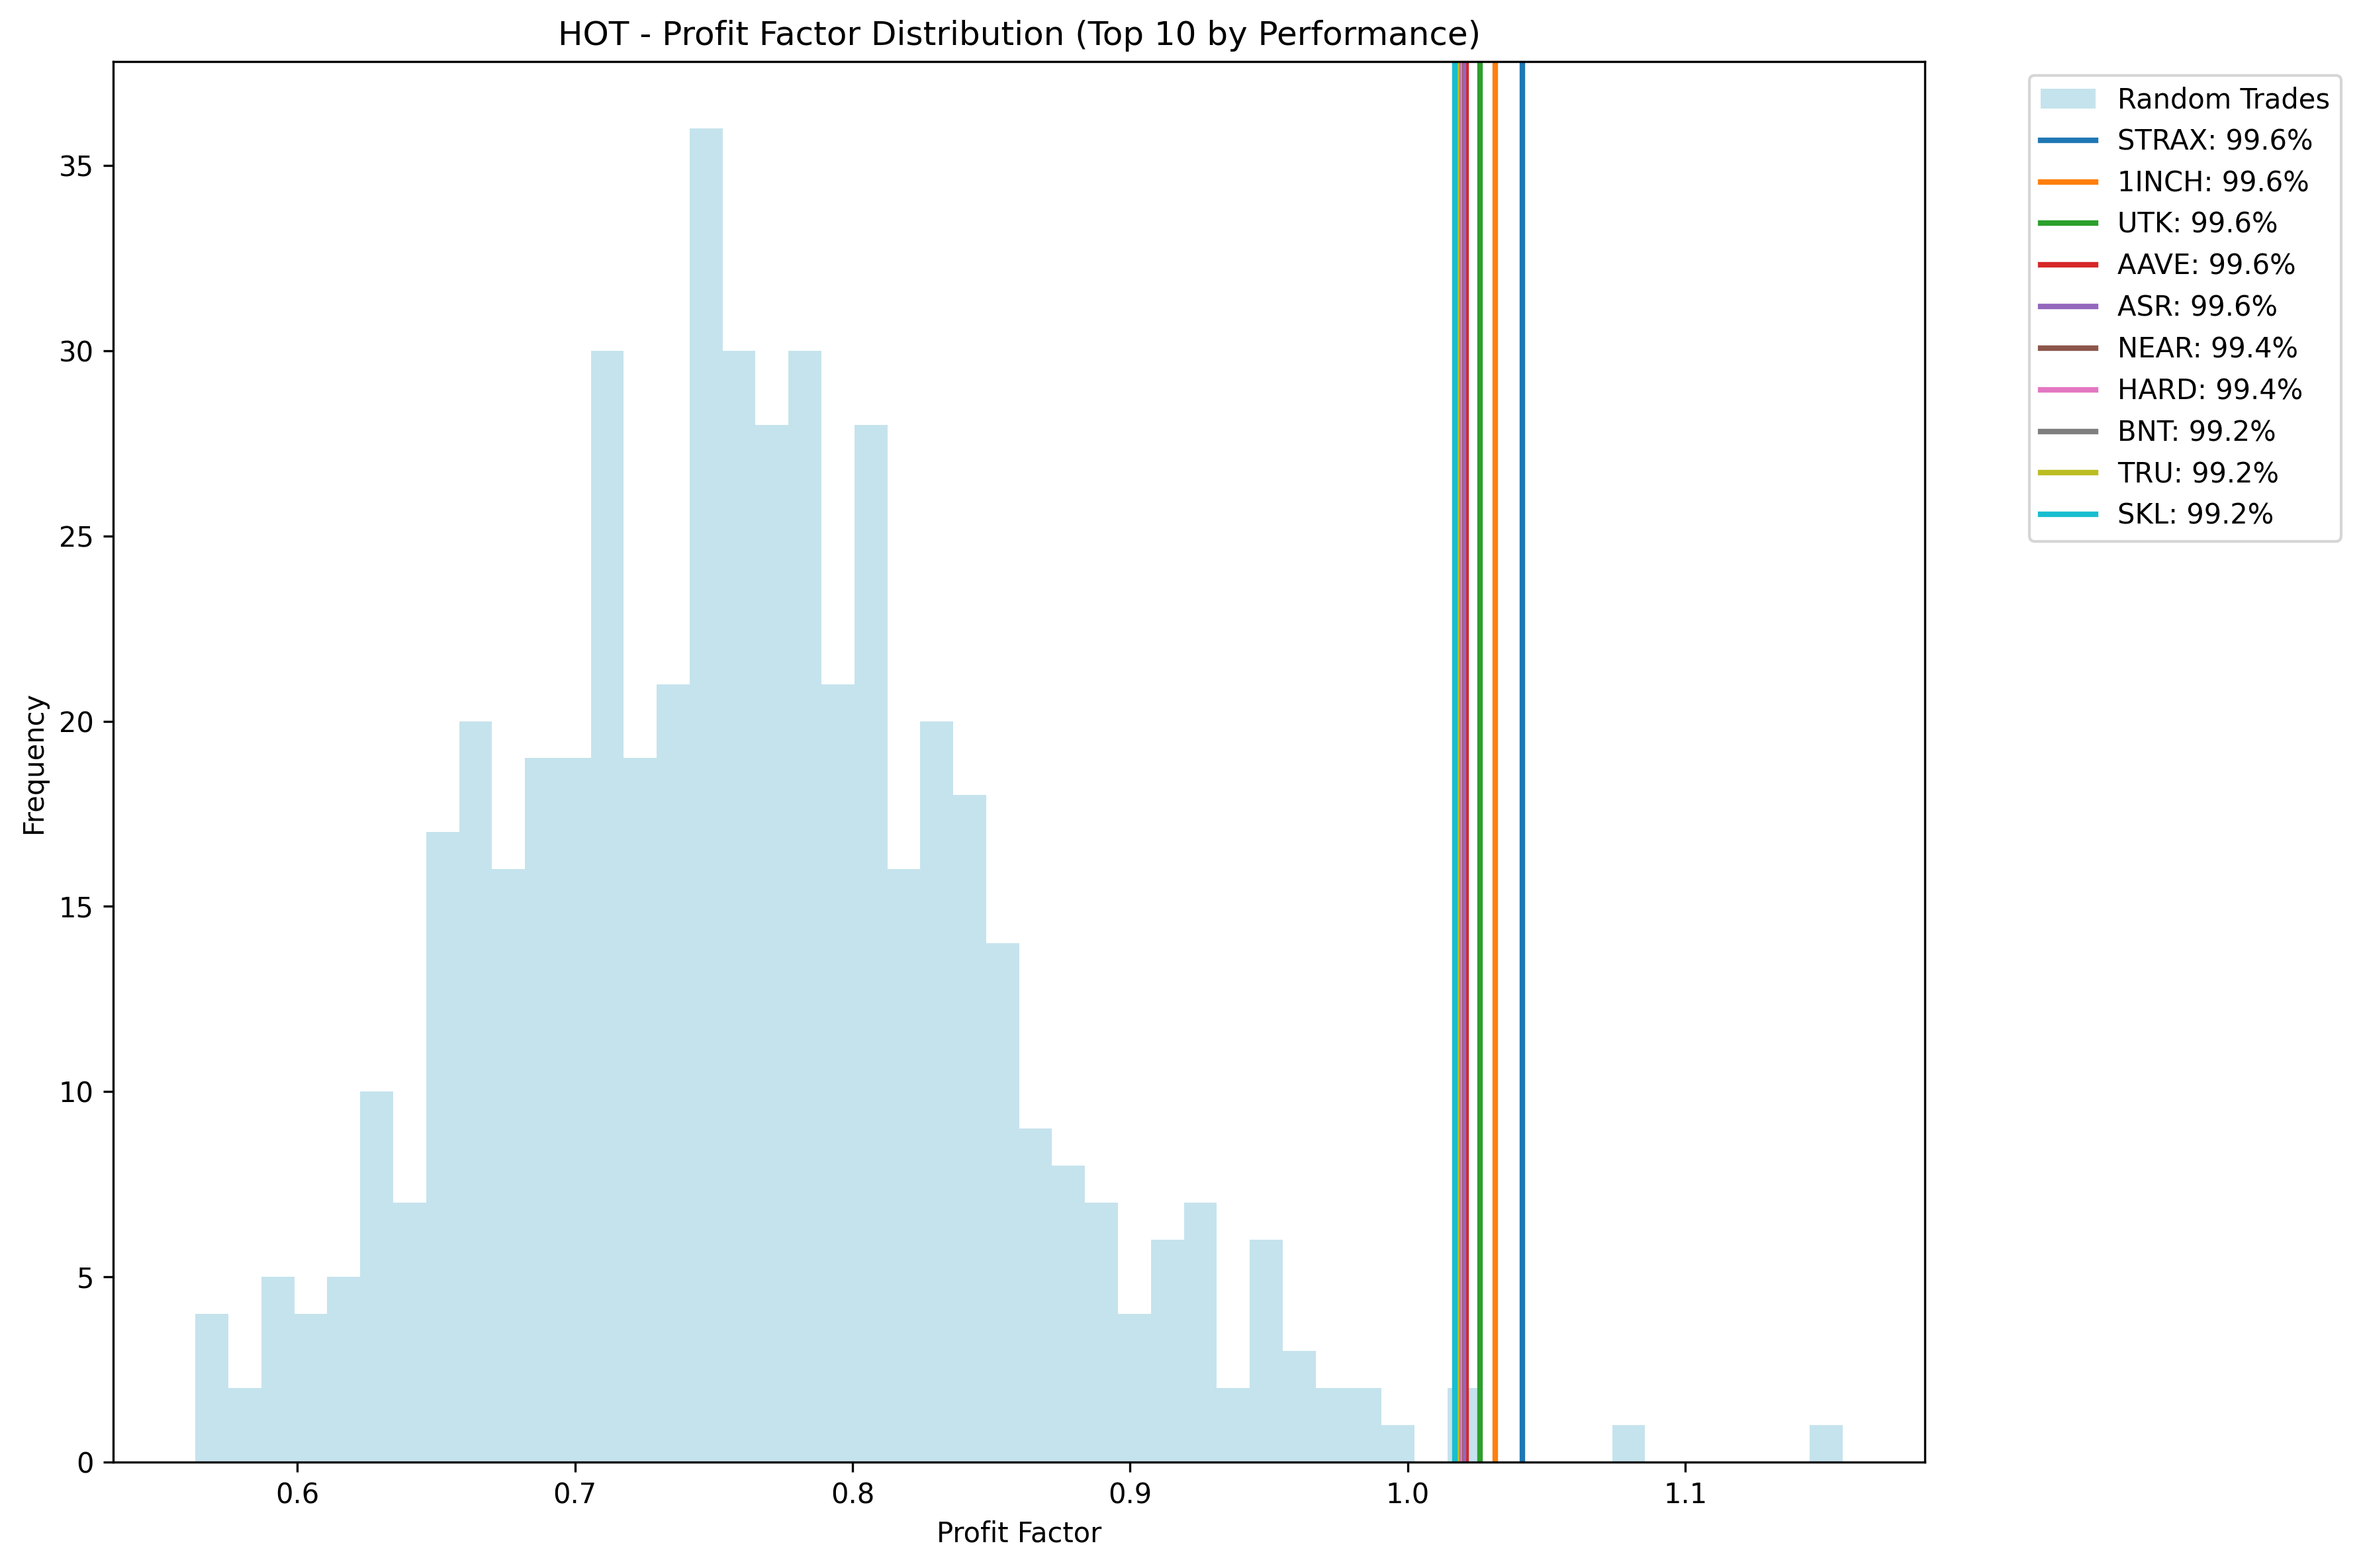 HOT - Profit Factor Distribution (Top 10 by Performance)
Random Trades
STRAX: 99.6%
1INCH: 99.6%
UTK: 99.6%
AAVE: 99.6%
ASR: 99.6%
NEAR: 99.4%
HARD: 99.4%
BNT: 99.2%
TRU: 99.2%
SKL: 99.2%
Frequency
35
30
25
20
15
10
5
0
0.6
0.7
0.8
0.9
1.0
1.1
Profit Factor